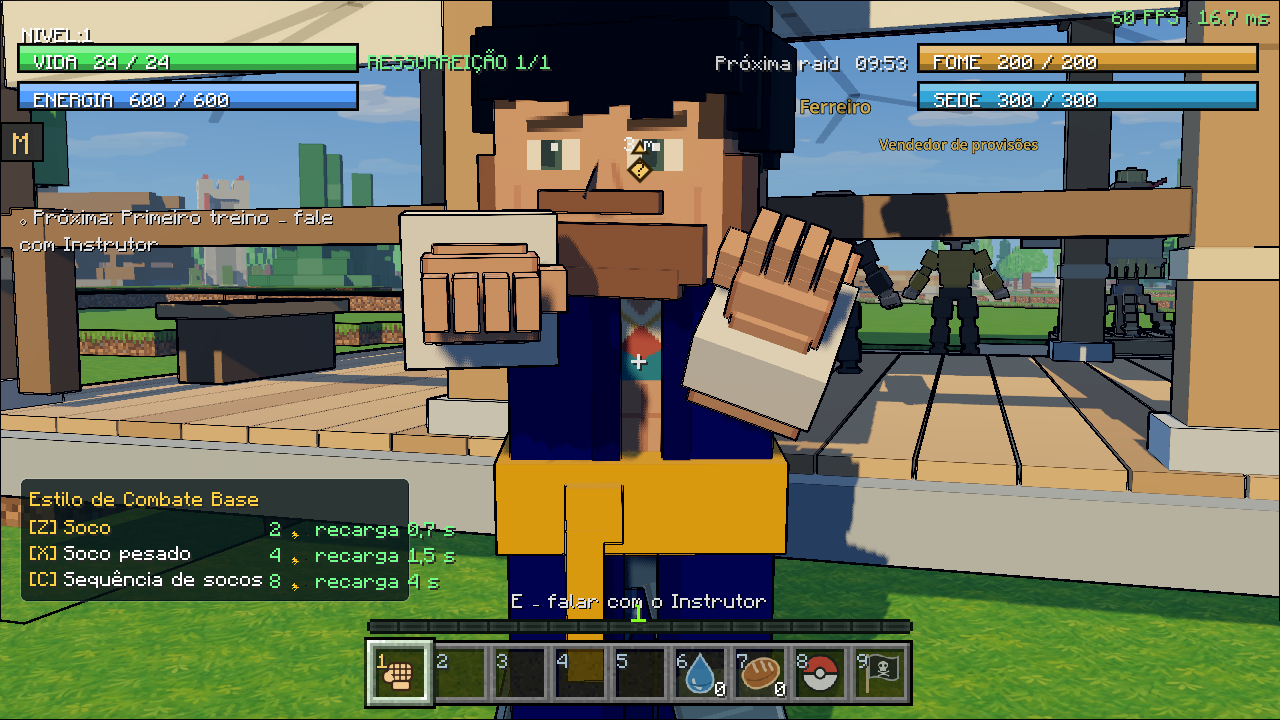 60 FPS - 16.7 ms
NIVEL:1
VIDA 24 / 24
RESSURREIÇÃO 1/1
Próxima raid 09:53
FOME 200 / 200
ENERGIA 600 / 600
SEDE 300 / 300
Ferreiro
M
Vendedor de provisões
Próxima: Primeiro treino - fale
com Instrutor
Estilo de Combate Base
[Z] Soco 2 recarga 0,7 s
[X] Soco pesado 4 recarga 1,5 s
[C] Sequência de socos 8 recarga 4 s
E - falar com o Instrutor
1
1 2 3 4 5 6 7 8 9
0 0